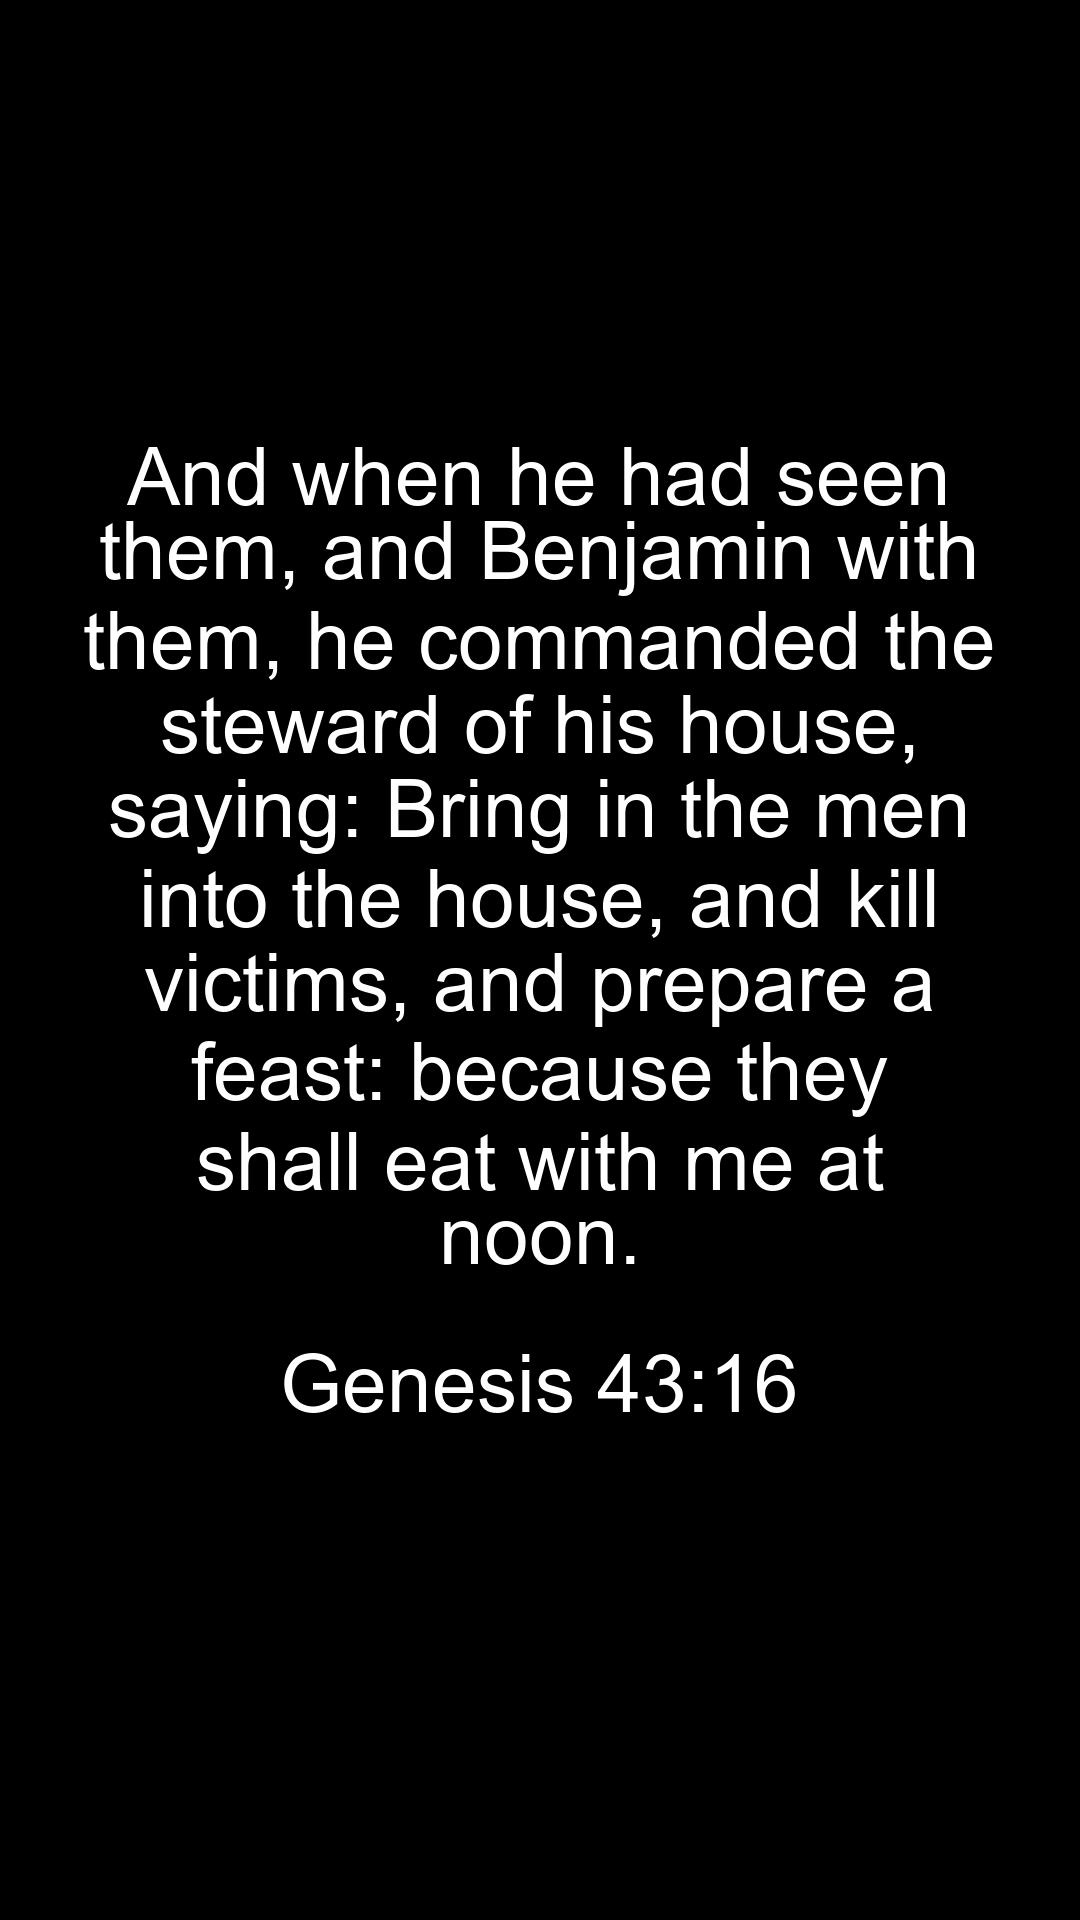 And when he had seen
them, and Benjamin with
them, he commanded the
steward of his house,
saying: Bring in the men
into the house, and kill
victims, and prepare a
feast: because they
shall eat with me at
noon.
Genesis 43:16